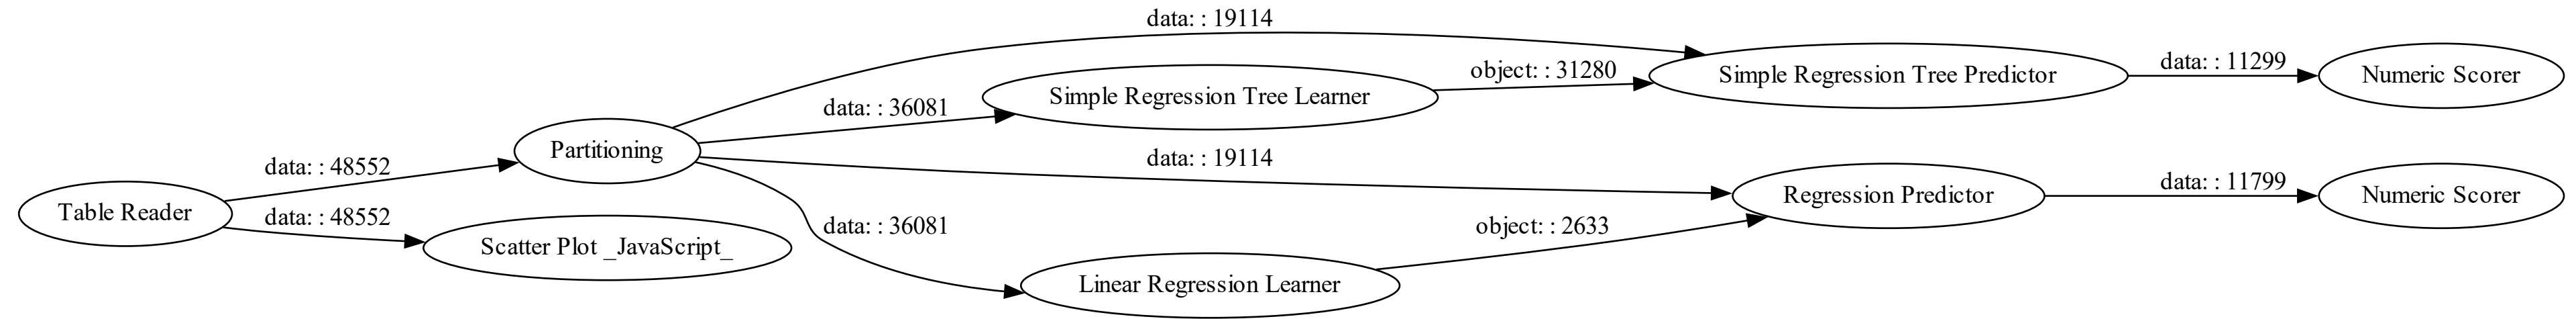 data: : 19114
object: : 31280
data: : 11299
Simple Regression Tree Predictor
Numeric Scorer
Simple Regression Tree Learner
data: : 36081
Partitioning
data: : 48552
data: : 19114
data: : 11799
Regression Predictor
Numeric Scorer
Table Reader
data: : 48552
data: : 36081
object: : 2633
Scatter Plot _JavaScript_
Linear Regression Learner